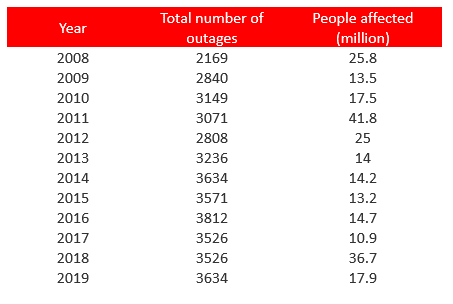 Year Total number of outages People affected (million)
2008 2169 25.8
2009 2840 13.5
2010 3149 17.5
2011 3071 41.8
2012 2808 25
2013 3236 14
2014 3634 14.2
2015 3571 13.2
2016 3812 14.7
2017 3526 10.9
2018 3526 36.7
2019 3634 17.9